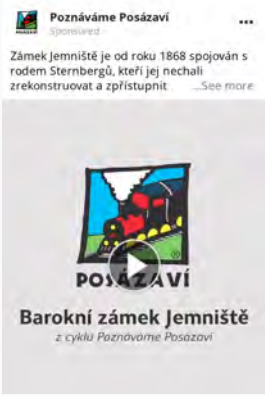 Poznáváme Posázaví
Sponsored
Zámek Jemniště je od roku 1868 spojován s
rodem Sternbergů, kteří jej nechali
zrekonstruovat a zpřístupnit ...See more
POSÁZAVÍ
Barokní zámek Jemniště
z cyklu Poznáváme Posázaví